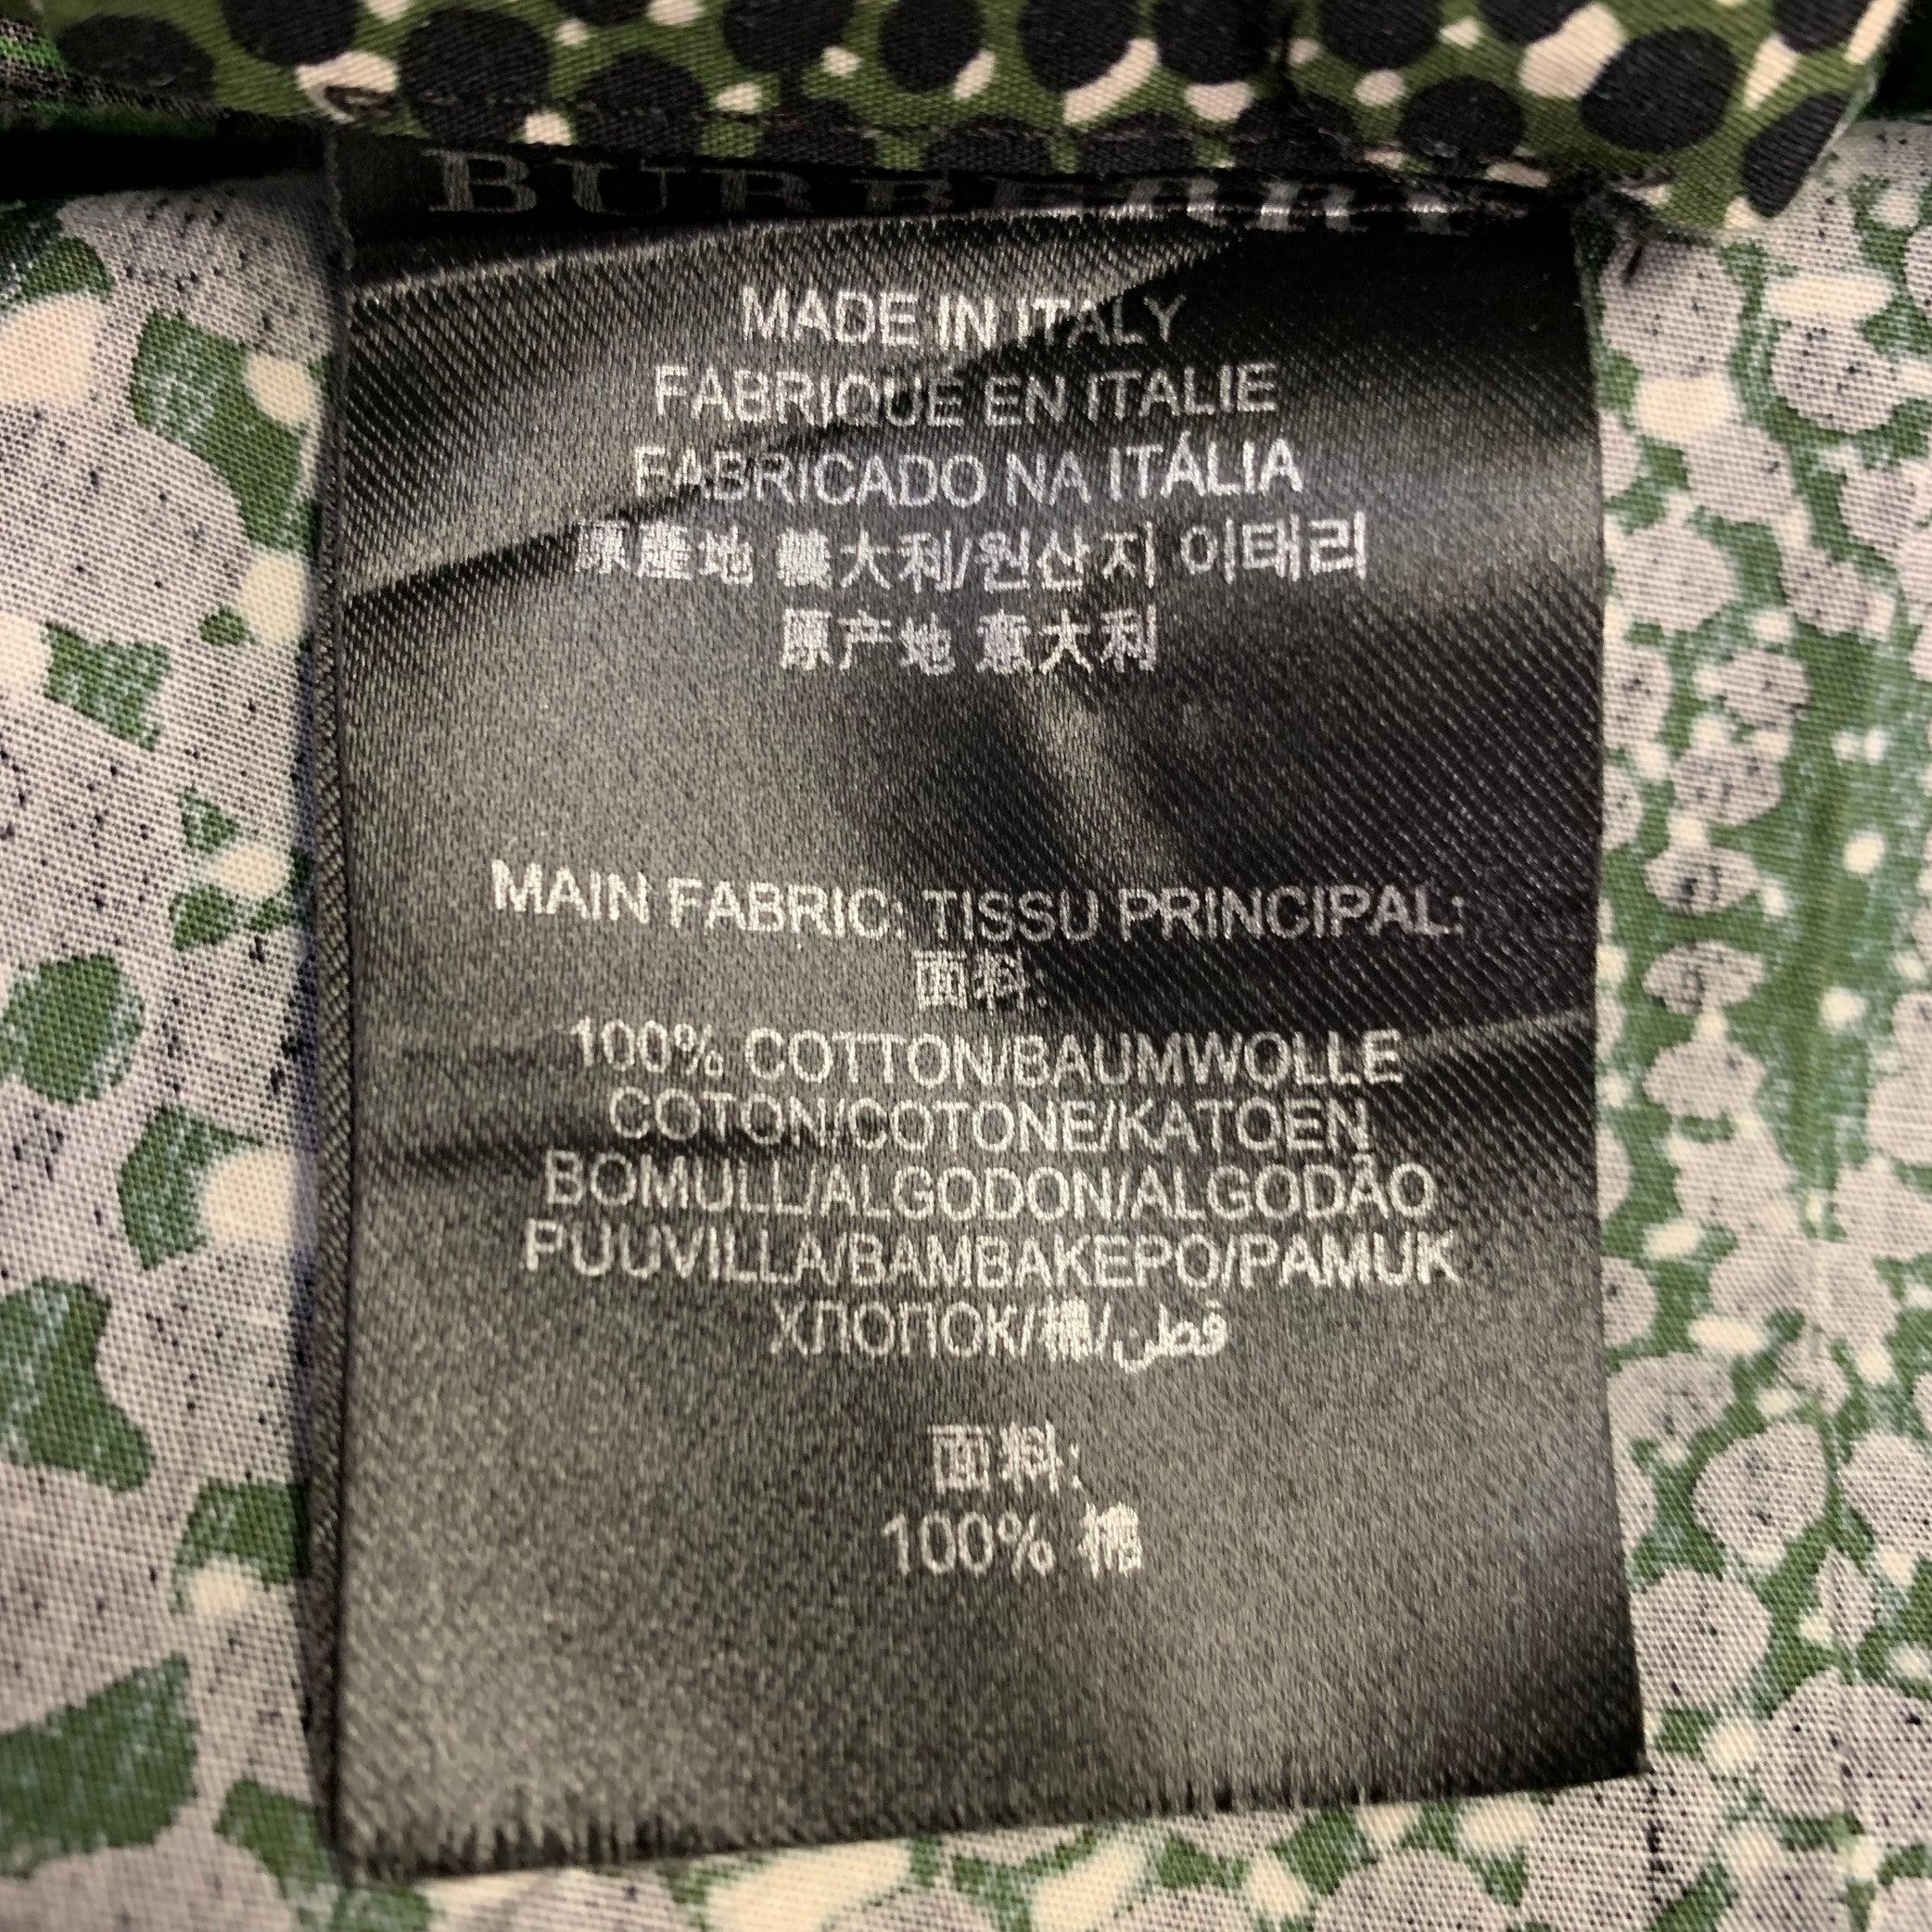 BURBERRY
MADE IN ITALY
FABRIQUÉ EN ITALIE
FABRICADO NA ITÁLIA
原產地 義大利/원산지 이태리
原产地 意大利
MAIN FABRIC: TISSU PRINCIPAL:
面料:
100% COTTON/BAUMWOLLE
COTON/COTONE/KATOEN
BOMULL/ALGODON/ALGODÃO
PUUVILLA/BAMBAKEPO/PAMUK
ХЛОПОК/棉/قطن
面料:
100% 棉